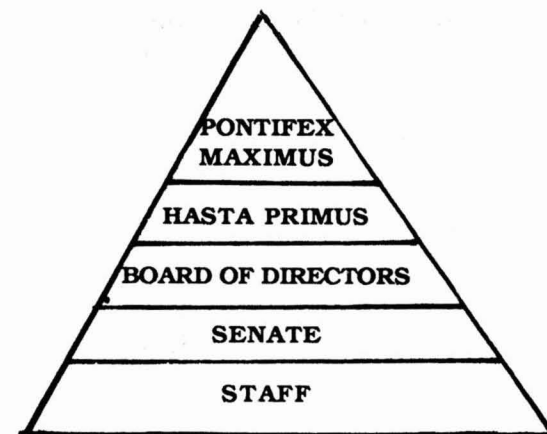 PONTIFEX
MAXIMUS
HASTA PRIMUS
BOARD OF DIRECTORS
SENATE
STAFF